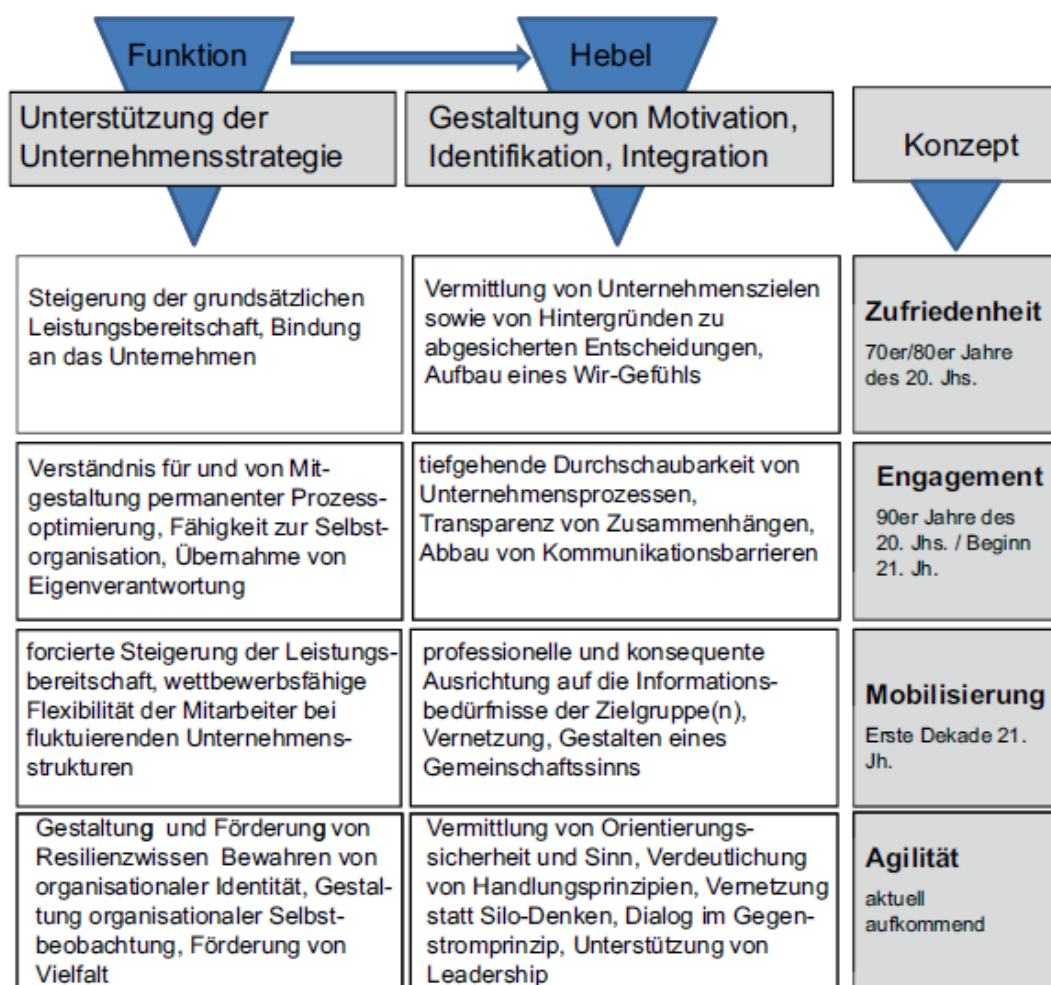 Funktion
Hebel
Unterstützung der
Unternehmensstrategie
Gestaltung von Motivation,
Identifikation, Integration
Konzept
Steigerung der grundsätzlichen
Leistungsbereitschaft, Bindung
an das Unternehmen
Vermittlung von Unternehmenszielen
sowie von Hintergründen zu
abgesicherten Entscheidungen,
Aufbau eines Wir-Gefühls
Zufriedenheit
70er/80er Jahre
des 20. Jhs.
Verständnis für und von Mit-
gestaltung permanenter Prozess-
optimierung, Fähigkeit zur Selbst-
organisation, Übernahme von
Eigenverantwortung
tiefgehende Durchschaubarkeit von
Unternehmensprozessen,
Transparenz von Zusammenhängen,
Abbau von Kommunikationsbarrieren
Engagement
90er Jahre des
20. Jhs. / Beginn
21. Jh.
forcierte Steigerung der Leistungs-
bereitschaft, wettbewerbsfähige
Flexibilität der Mitarbeiter bei
fluktuierenden Unternehmens-
strukturen
professionelle und konsequente
Ausrichtung auf die Informations-
bedürfnisse der Zielgruppe(n),
Vernetzung, Gestalten eines
Gemeinschaftssinns
Mobilisierung
Erste Dekade 21.
Jh.
Gestaltung und Förderung von
Resilienzwissen Bewahren von
organisationaler Identität, Gestal-
tung organisationaler Selbst-
beobachtung, Förderung von
Vielfalt
Vermittlung von Orientierungs-
sicherheit und Sinn, Verdeutlichung
von Handlungsprinzipien, Vernetzung
statt Silo-Denken, Dialog im Gegen-
stromprinzip, Unterstützung von
Leadership
Agilität
aktuell
aufkommend